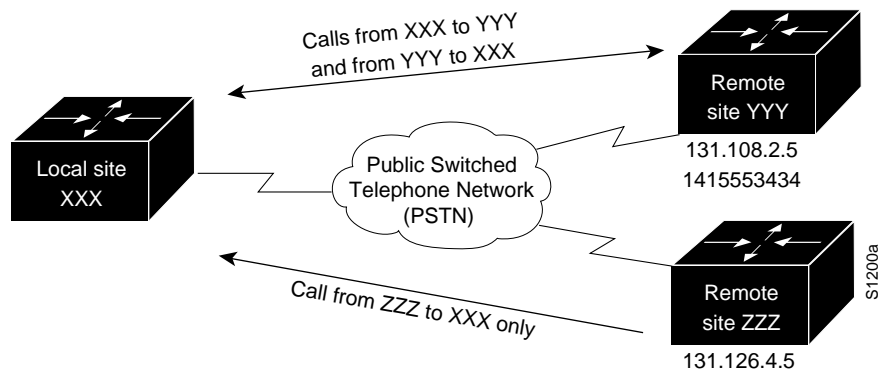 Calls from XXX to YYY
and from YYY to XXX
Remote
site YYY
131.108.2.5
1415553434
Local site
XXX
Public Switched
Telephone Network
(PSTN)
Call from ZZZ to XXX only
Remote
site ZZZ
131.126.4.5
S1200a